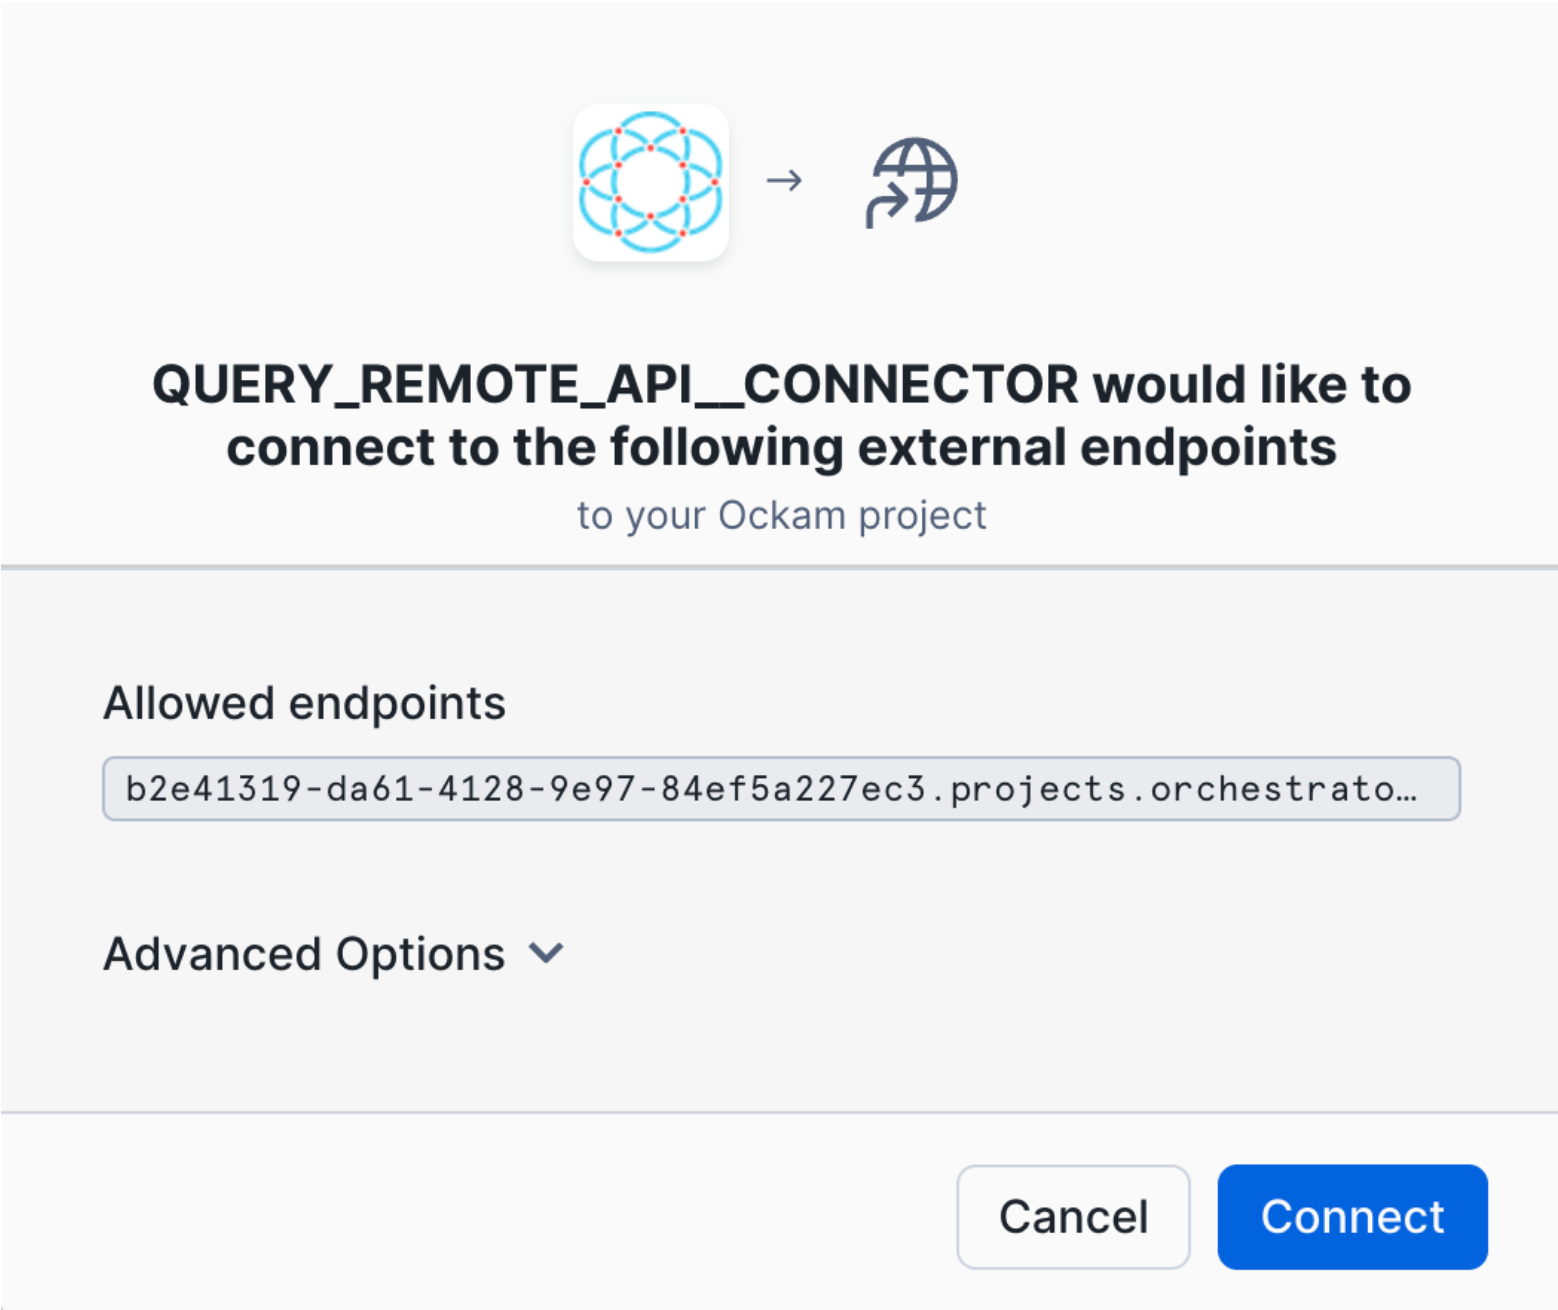 QUERY_REMOTE_API__CONNECTOR would like to
connect to the following external endpoints
to your Ockam project
Allowed endpoints
b2e41319-da61-4128-9e97-84ef5a227ec3.projects.orchestrato…
Advanced Options
Cancel
Connect